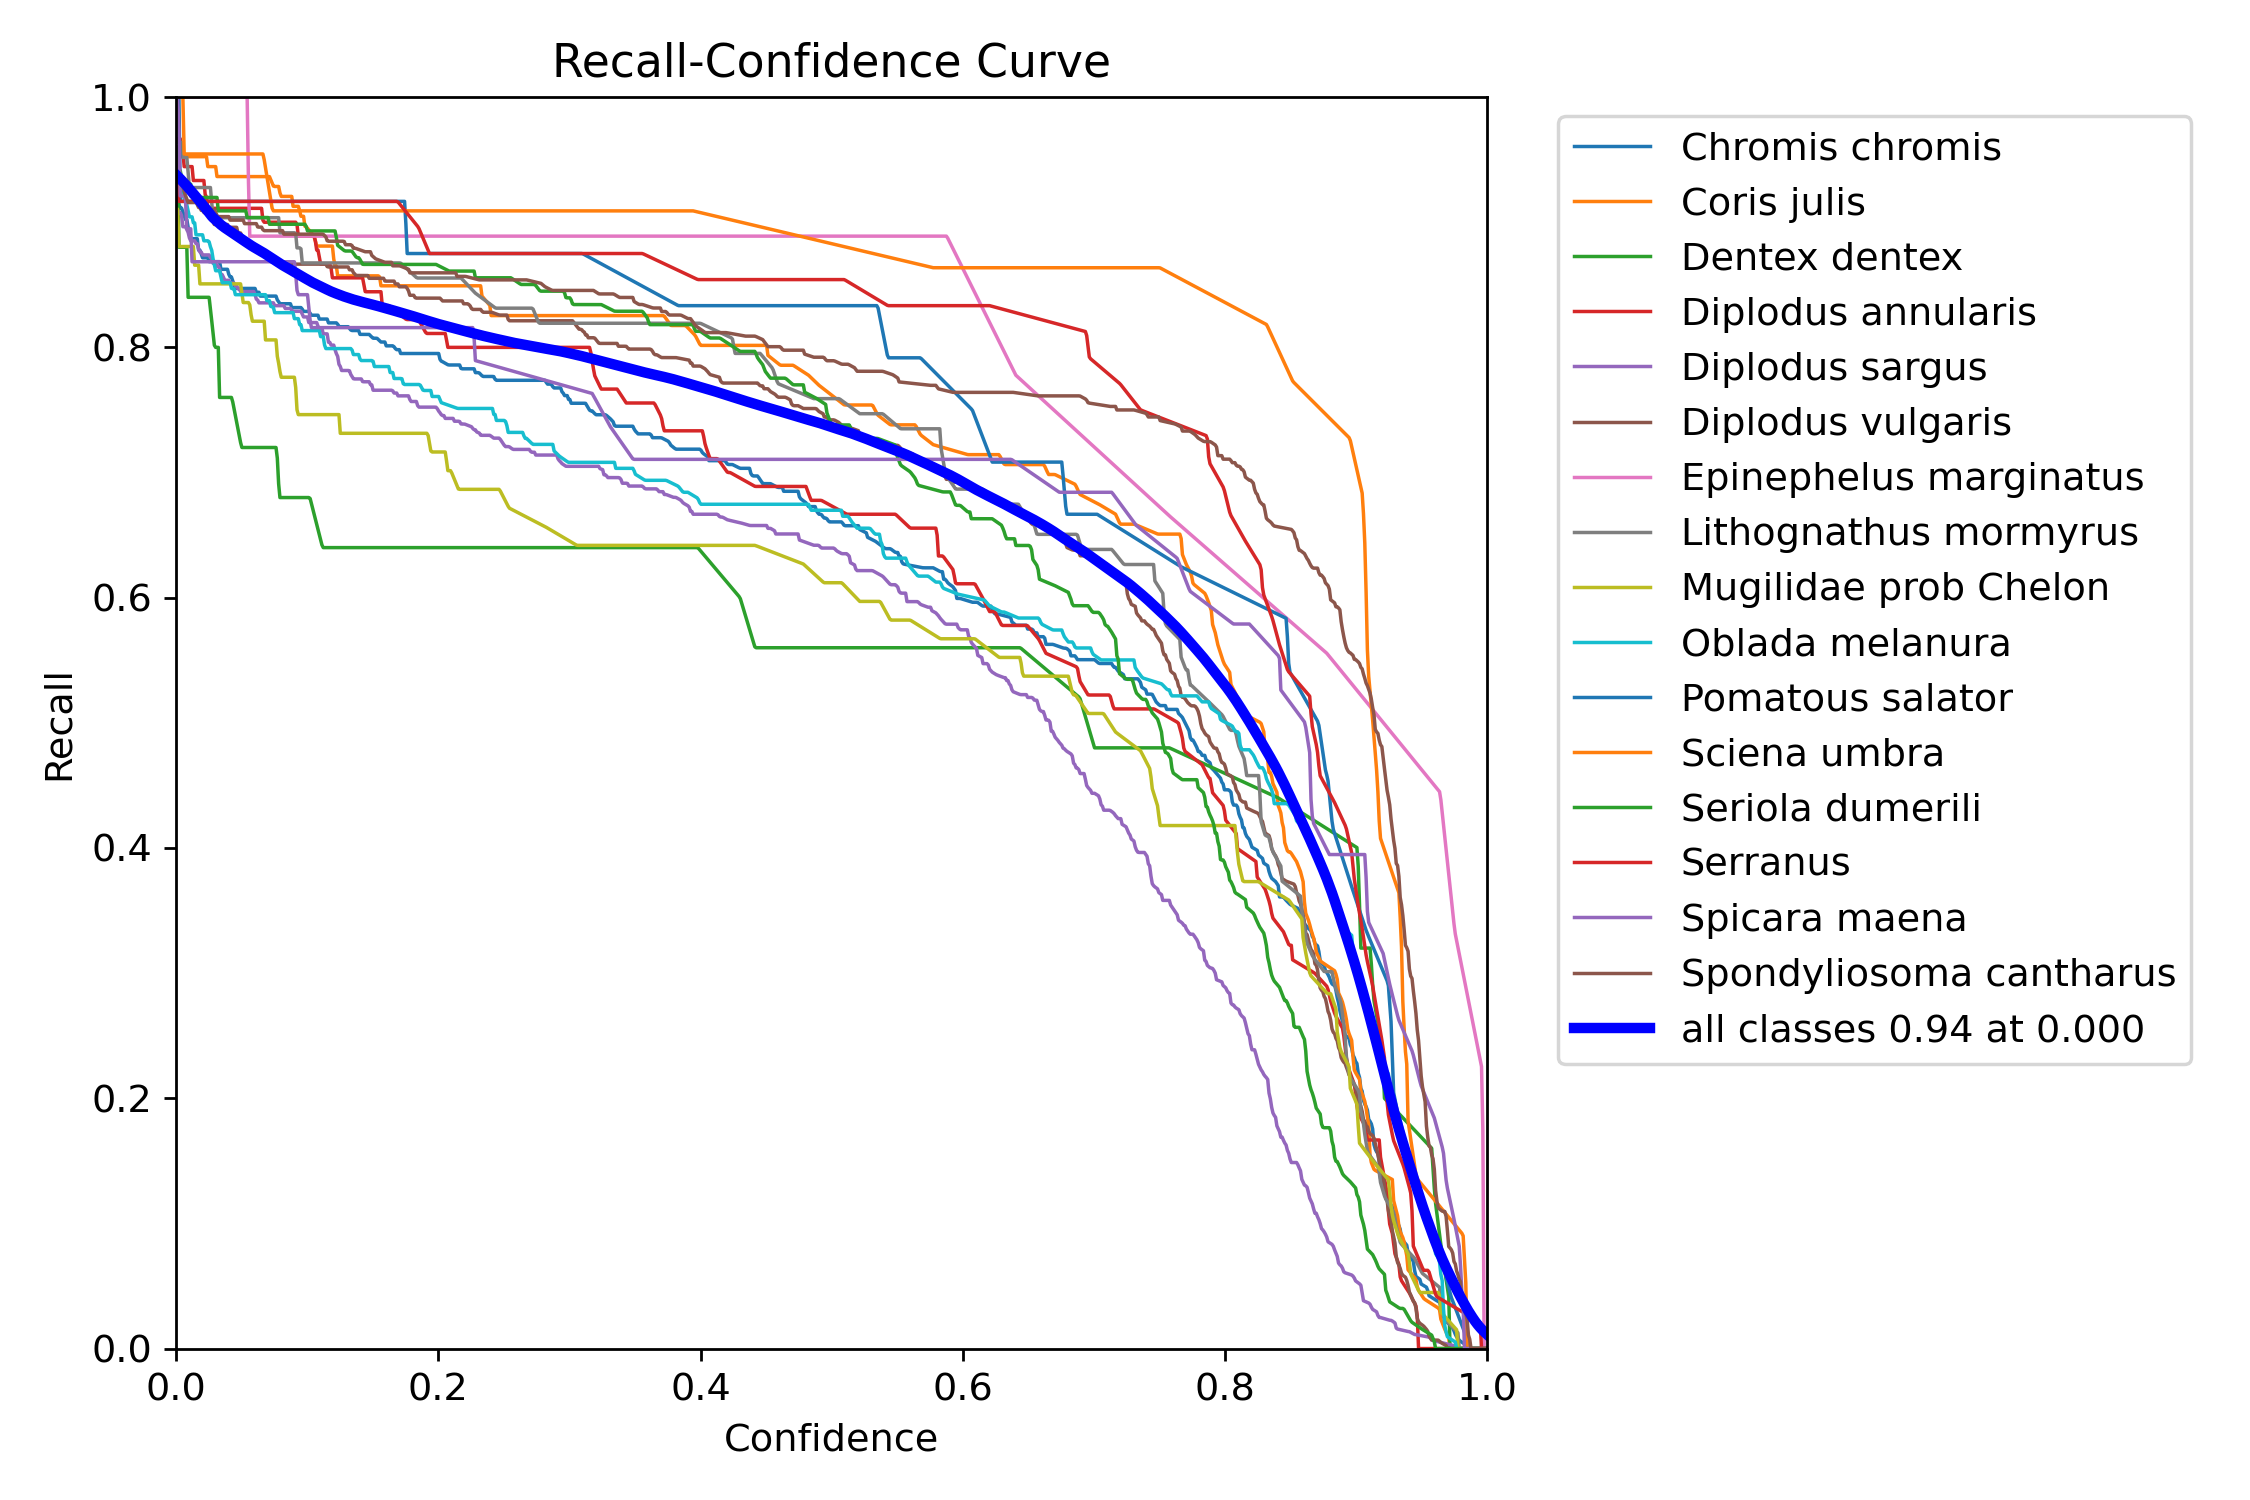 Recall-Confidence Curve
1.0
0.8
0.6
0.4
0.2
0.0
Recall
0.0 0.2 0.4 0.6 0.8 1.0
Confidence
Chromis chromis
Coris julis
Dentex dentex
Diplodus annularis
Diplodus sargus
Diplodus vulgaris
Epinephelus marginatus
Lithognathus mormyrus
Mugilidae prob Chelon
Oblada melanura
Pomatous salator
Sciena umbra
Seriola dumerili
Serranus
Spicara maena
Spondyliosoma cantharus
all classes 0.94 at 0.000